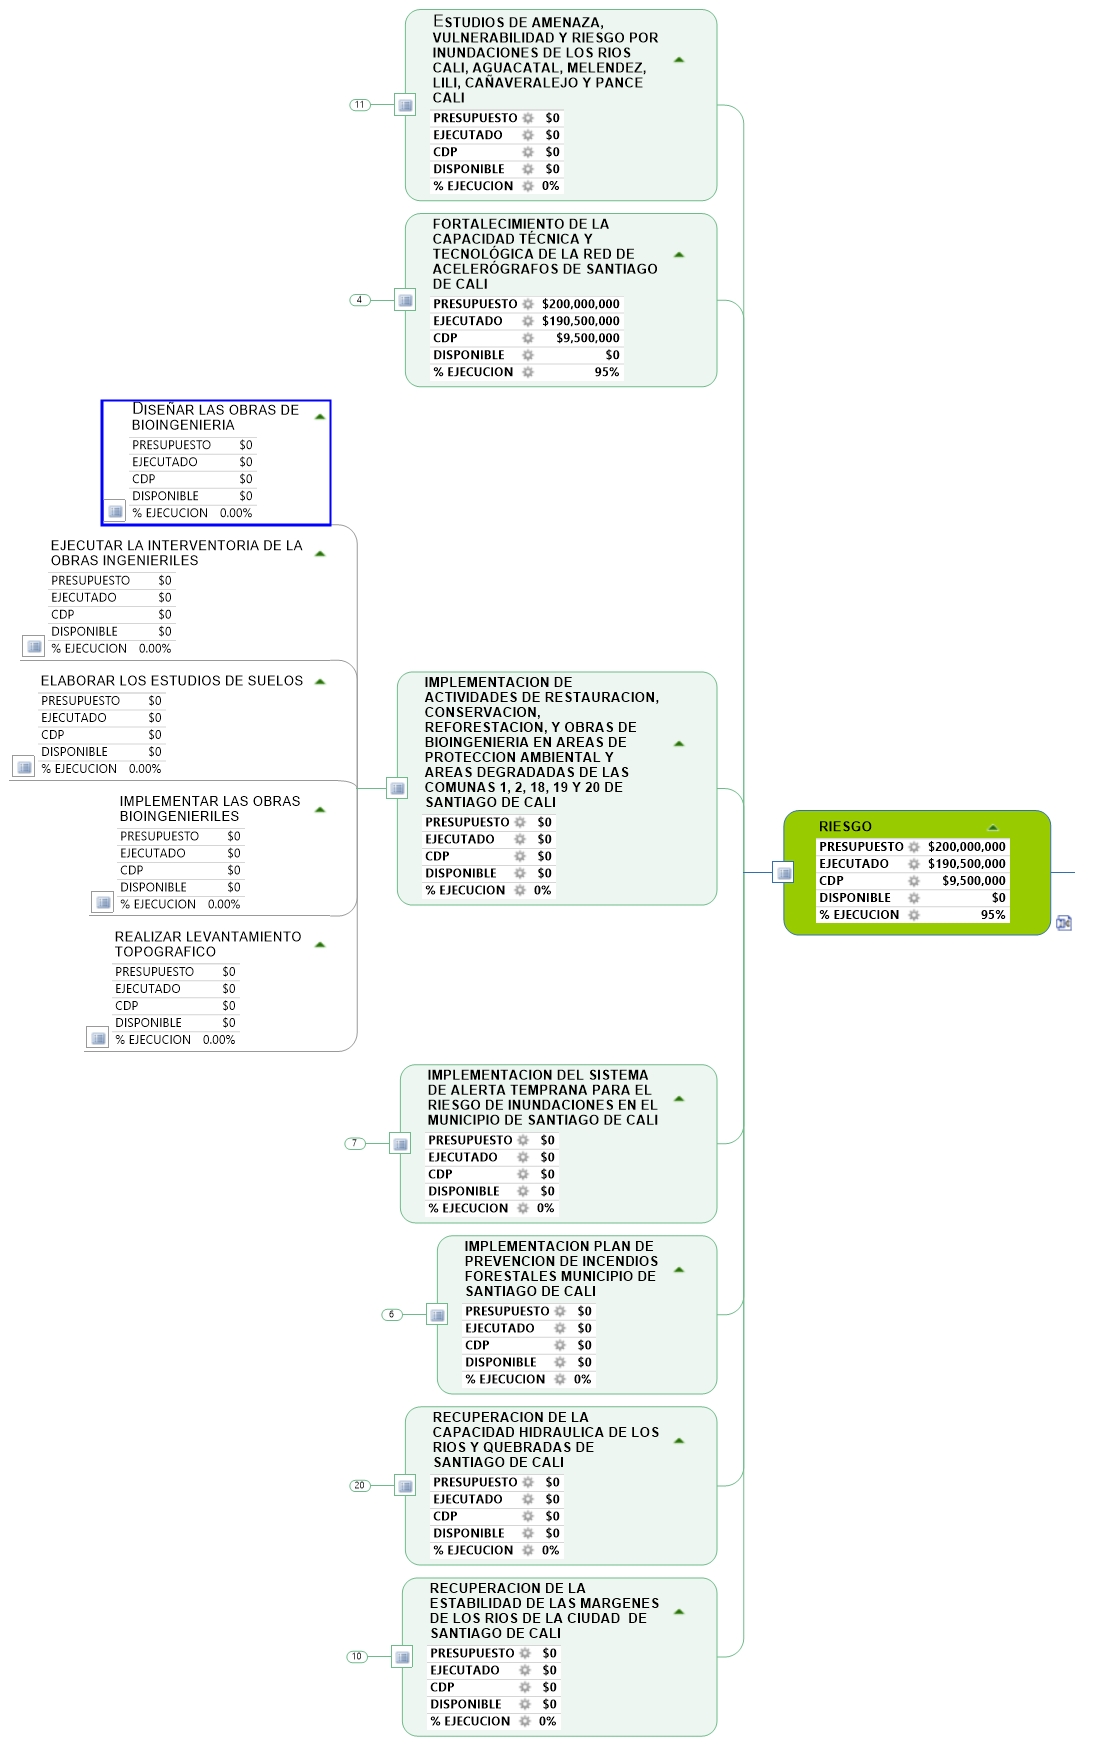 ESTUDIOS DE AMENAZA,
VULNERABILIDAD Y RIESGO POR
INUNDACIONES DE LOS RIOS
CALI, AGUACATAL, MELENDEZ,
LILI, CAÑAVERALEJO Y PANCE
CALI
11
PRESUPUESTO $0
EJECUTADO $0
CDP $0
DISPONIBLE $0
% EJECUCION 0%
FORTALECIMIENTO DE LA
CAPACIDAD TÉCNICA Y
TECNOLÓGICA DE LA RED DE
ACELERÓGRAFOS DE SANTIAGO
DE CALI
4
PRESUPUESTO $200,000,000
EJECUTADO $190,500,000
CDP $9,500,000
DISPONIBLE $0
% EJECUCION 95%
DISEÑAR LAS OBRAS DE
BIOINGENIERIA
PRESUPUESTO $0
EJECUTADO $0
CDP $0
DISPONIBLE $0
% EJECUCION 0.00%
EJECUTAR LA INTERVENTORIA DE LA
OBRAS INGENIERILES
PRESUPUESTO $0
EJECUTADO $0
CDP $0
DISPONIBLE $0
% EJECUCION 0.00%
ELABORAR LOS ESTUDIOS DE SUELOS
PRESUPUESTO $0
EJECUTADO $0
CDP $0
DISPONIBLE $0
% EJECUCION 0.00%
IMPLEMENTAR LAS OBRAS
BIOINGENIERILES
PRESUPUESTO $0
EJECUTADO $0
CDP $0
DISPONIBLE $0
% EJECUCION 0.00%
REALIZAR LEVANTAMIENTO
TOPOGRAFICO
PRESUPUESTO $0
EJECUTADO $0
CDP $0
DISPONIBLE $0
% EJECUCION 0.00%
IMPLEMENTACION DE
ACTIVIDADES DE RESTAURACION,
CONSERVACION,
REFORESTACION, Y OBRAS DE
BIOINGENIERIA EN AREAS DE
PROTECCION AMBIENTAL Y
AREAS DEGRADADAS DE LAS
COMUNAS 1, 2, 18, 19 Y 20 DE
SANTIAGO DE CALI
PRESUPUESTO $0
EJECUTADO $0
CDP $0
DISPONIBLE $0
% EJECUCION 0%
RIESGO
PRESUPUESTO $200,000,000
EJECUTADO $190,500,000
CDP $9,500,000
DISPONIBLE $0
% EJECUCION 95%
IMPLEMENTACION DEL SISTEMA
DE ALERTA TEMPRANA PARA EL
RIESGO DE INUNDACIONES EN EL
MUNICIPIO DE SANTIAGO DE CALI
7
PRESUPUESTO $0
EJECUTADO $0
CDP $0
DISPONIBLE $0
% EJECUCION 0%
IMPLEMENTACION PLAN DE
PREVENCION DE INCENDIOS
FORESTALES MUNICIPIO DE
SANTIAGO DE CALI
6
PRESUPUESTO $0
EJECUTADO $0
CDP $0
DISPONIBLE $0
% EJECUCION 0%
RECUPERACION DE LA
CAPACIDAD HIDRAULICA DE LOS
RIOS Y QUEBRADAS DE
SANTIAGO DE CALI
20
PRESUPUESTO $0
EJECUTADO $0
CDP $0
DISPONIBLE $0
% EJECUCION 0%
RECUPERACION DE LA
ESTABILIDAD DE LAS MARGENES
DE LOS RIOS DE LA CIUDAD DE
SANTIAGO DE CALI
10
PRESUPUESTO $0
EJECUTADO $0
CDP $0
DISPONIBLE $0
% EJECUCION 0%